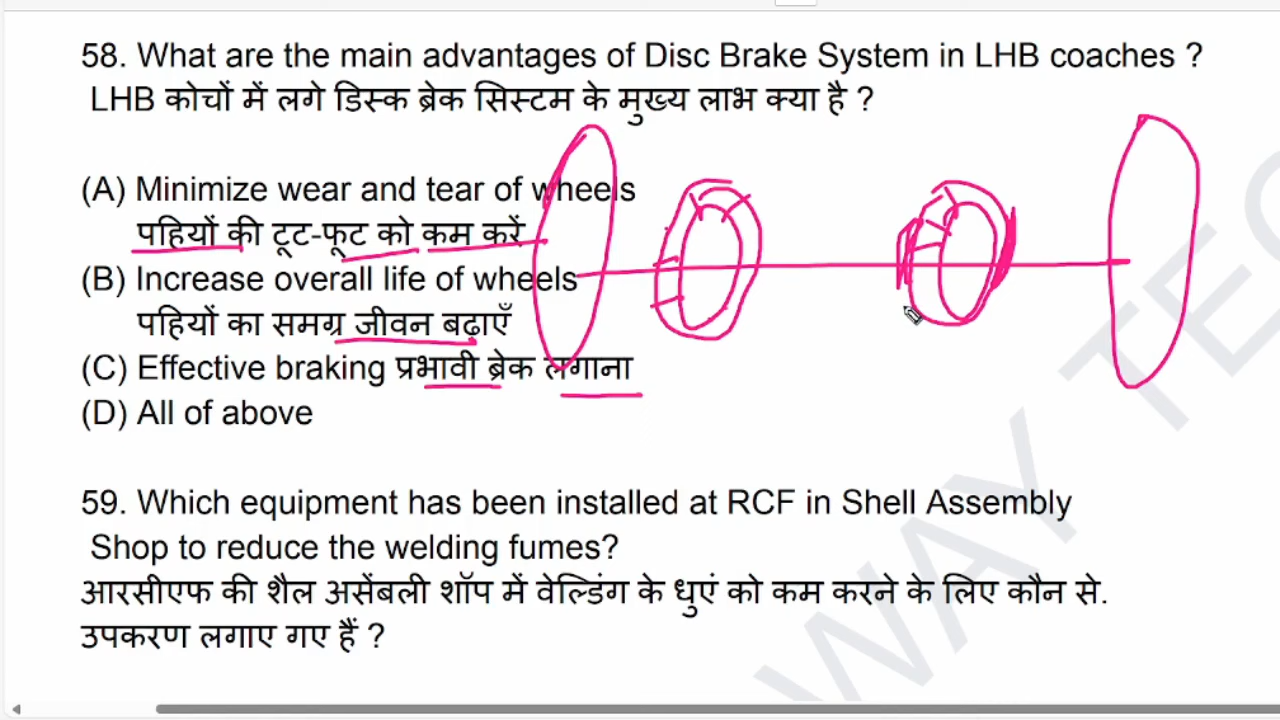 58. What are the main advantages of Disc Brake System in LHB coaches ?
LHB कोचों में लगे डिस्क ब्रेक सिस्टम के मुख्य लाभ क्या है ?
(A) Minimize wear and tear of wheels
पहियों की टूट-फूट को कम करें
(B) Increase overall life of wheels
पहियों का समग्र जीवन बढ़ाएँ
(C) Effective braking प्रभावी ब्रेक लगाना
(D) All of above
59. Which equipment has been installed at RCF in Shell Assembly
Shop to reduce the welding fumes?
आरसीएफ की शैल असेंबली शॉप में वेल्डिंग के धुएं को कम करने के लिए कौन से.
उपकरण लगाए गए हैं ?
WAY TEC